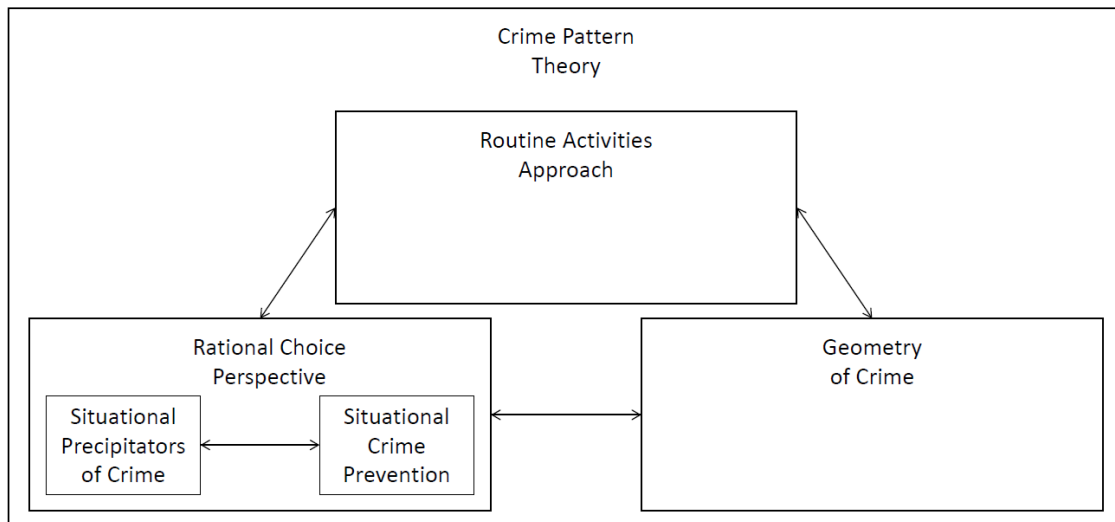 Crime Pattern
Theory
Routine Activities
Approach
Rational Choice
Perspective
Situational
Precipitators
of Crime
Situational
Crime
Prevention
Geometry
of Crime